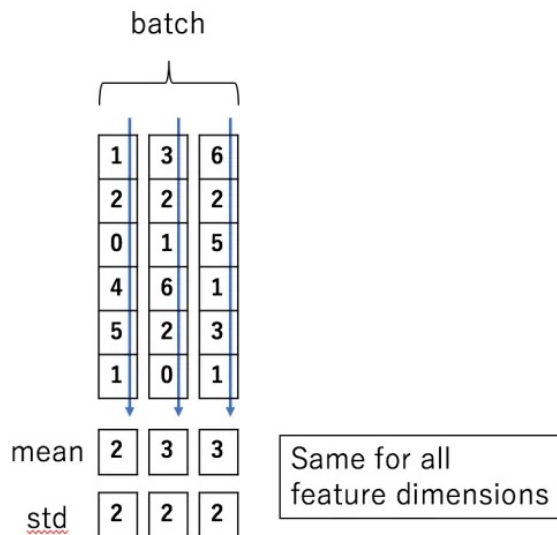 batch
1 3 6
2 2 2
0 1 5
4 6 1
5 2 3
1 0 1
mean 2 3 3
Same for all
feature dimensions
std 2 2 2